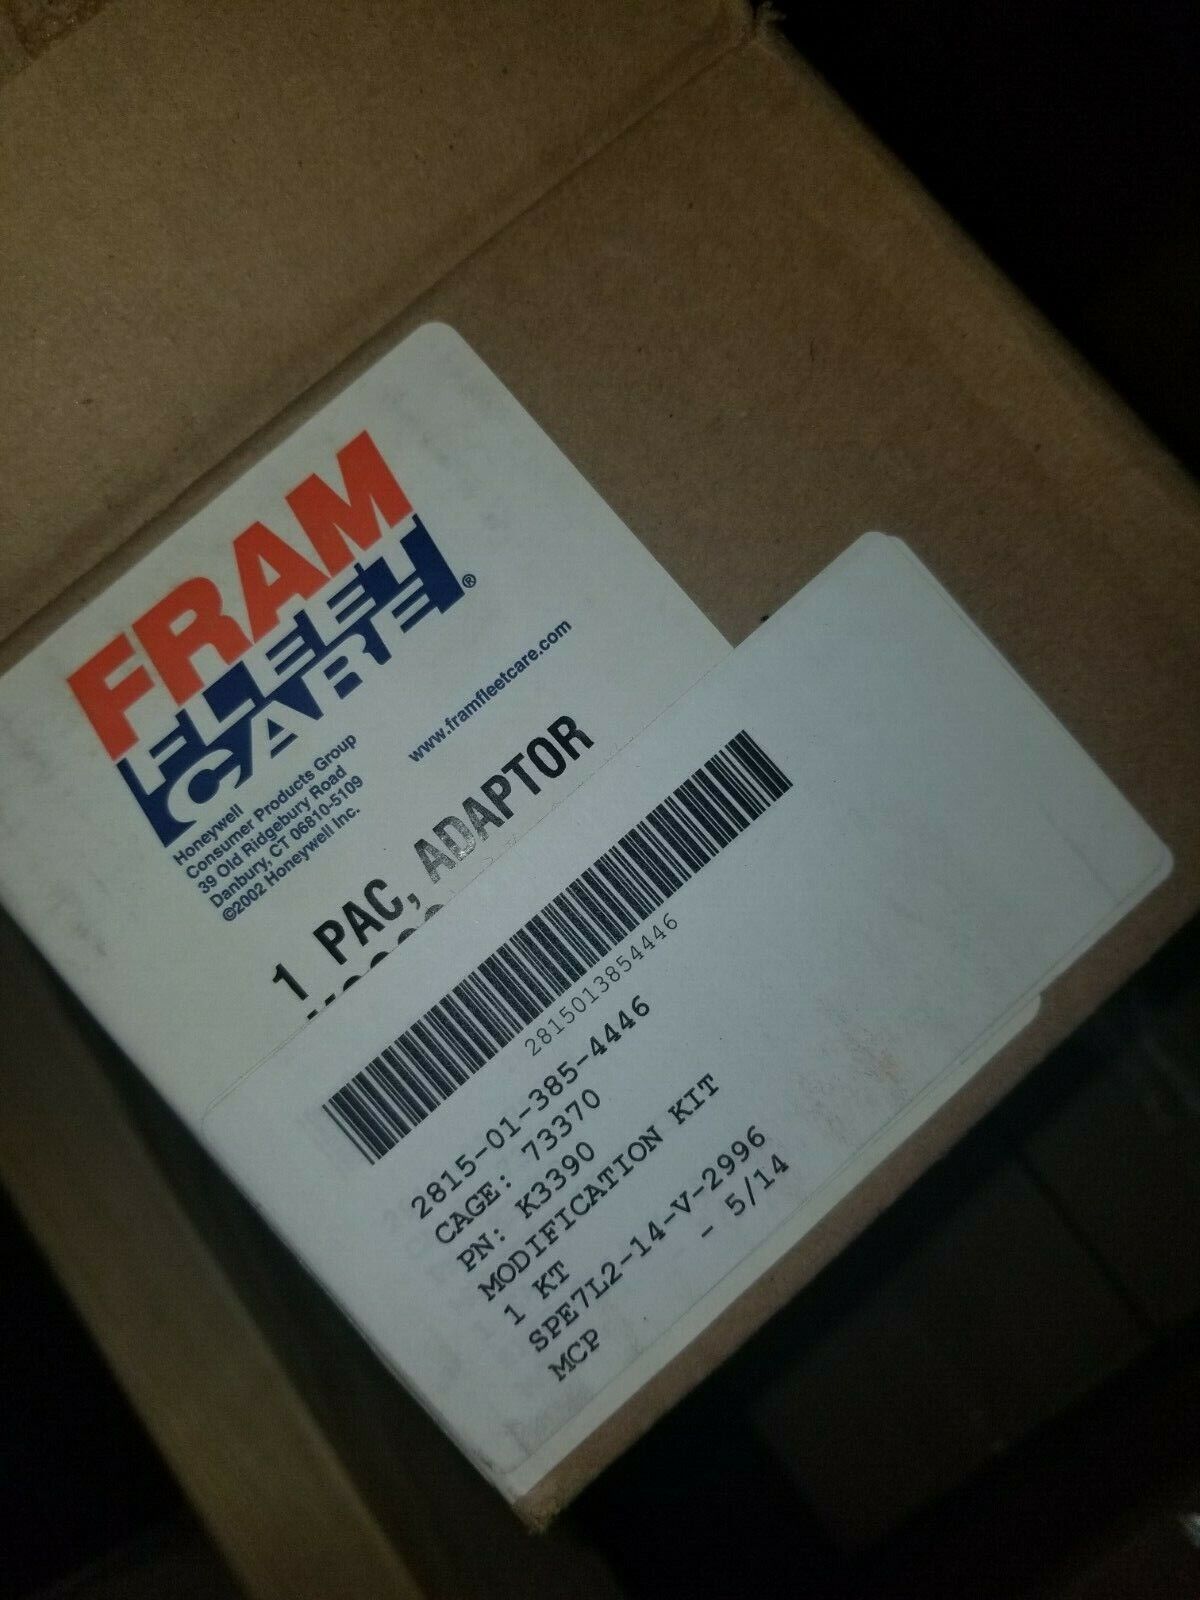 FRAM
FLEET
CARE®
Honeywell
Consumer Products Group
39 Old Ridgebury Road
Danbury, CT 06810-5109
©2002 Honeywell Inc.
www.framfleetcare.com
1 PAC, ADAPTOR
2815013854446
2815-01-385-4446
CAGE: 73370
PN: K3390
MODIFICATION KIT
1 KT
SPE7L2-14-V-2996
MCP - 5/14